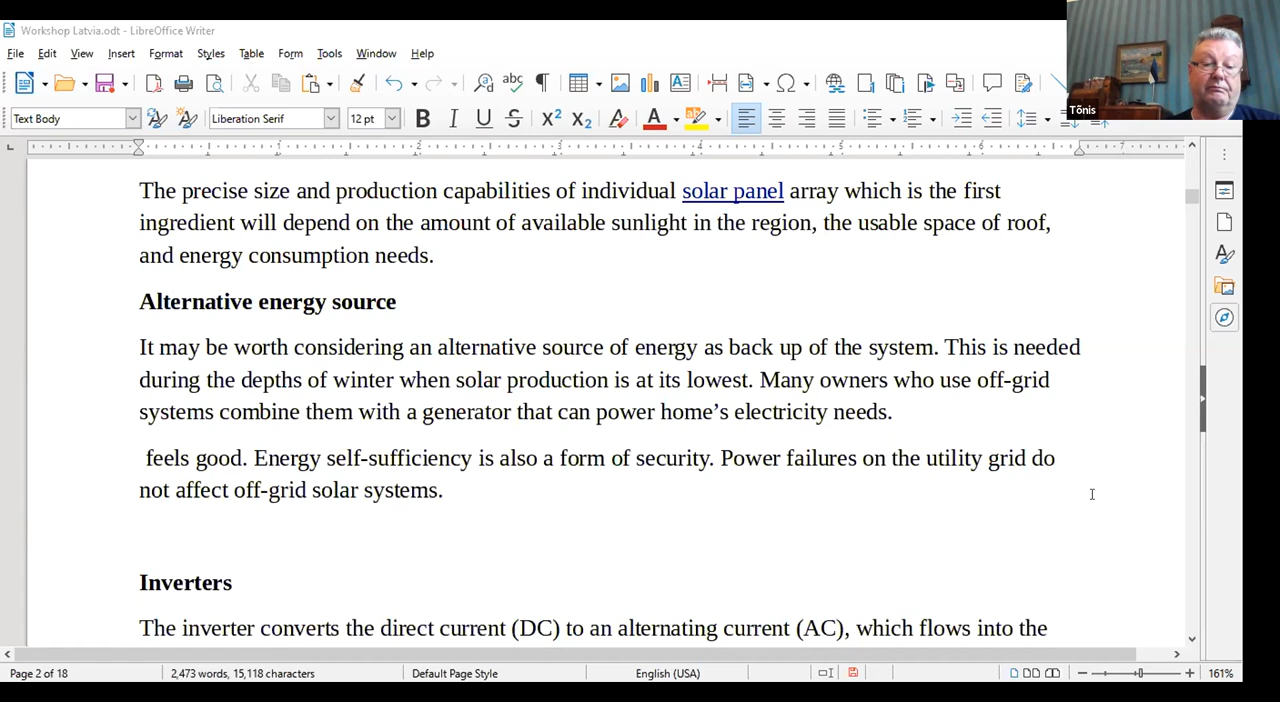 Workshop Latvia.odt - LibreOffice Writer
File Edit View Insert Format Styles Table Form Tools Window Help
Tõnis
Text Body Liberation Serif 12 pt
The precise size and production capabilities of individual solar panel array which is the first
ingredient will depend on the amount of available sunlight in the region, the usable space of roof,
and energy consumption needs.
Alternative energy source
It may be worth considering an alternative source of energy as back up of the system. This is needed
during the depths of winter when solar production is at its lowest. Many owners who use off-grid
systems combine them with a generator that can power home’s electricity needs.
feels good. Energy self-sufficiency is also a form of security. Power failures on the utility grid do
not affect off-grid solar systems.
Inverters
The inverter converts the direct current (DC) to an alternating current (AC), which flows into the
Page 2 of 18 2,473 words, 15,118 characters Default Page Style English (USA) 161%